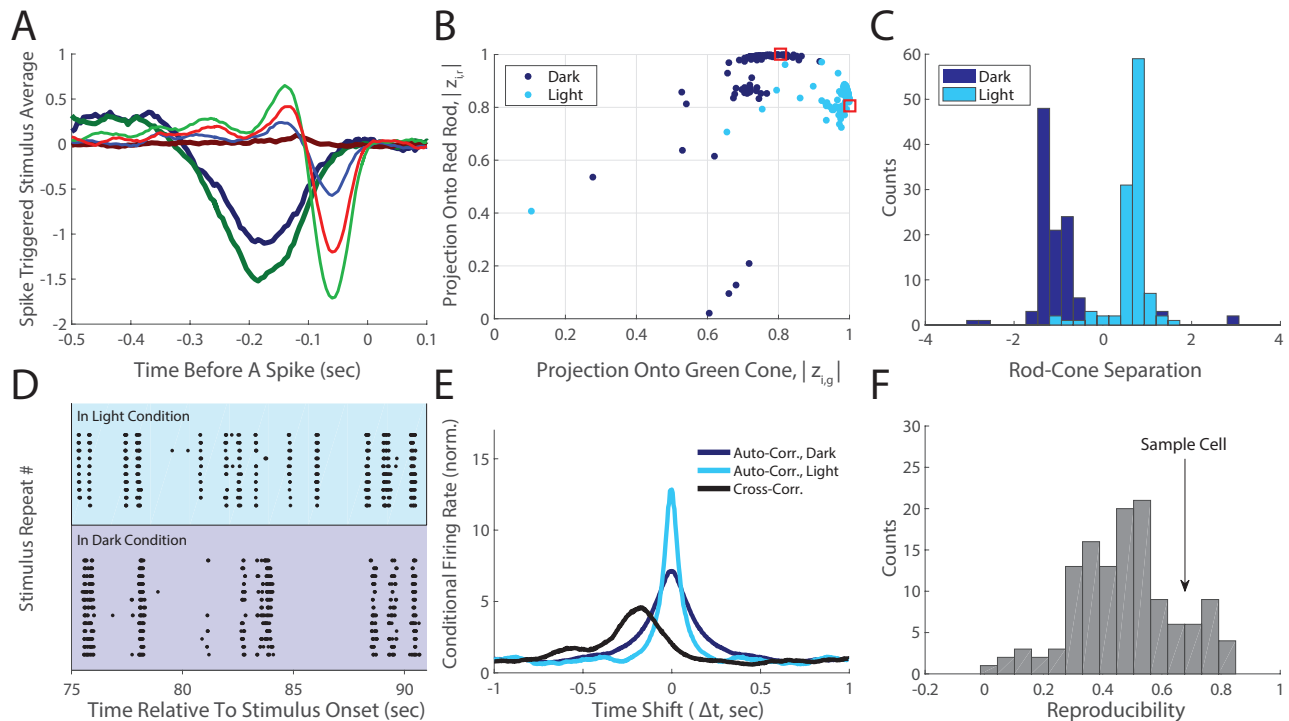 A
Spike Triggered Stimulus Average
1
0.5
0
-0.5
-1
-1.5
-2
-0.5
-0.4
-0.3
-0.2
-0.1
0
0.1
Time Before A Spike (sec)
B
Projection Onto Red Rod, | z i,r |
1
0.8
0.6
0.4
0.2
0
Dark
Light
0
0.2
0.4
0.6
0.8
1
Projection Onto Green Cone, | z i,g |
C
Counts
60
50
40
30
20
10
0
Dark
Light
-4
-2
0
2
4
Rod-Cone Separation
D
Stimulus Repeat #
In Light Condition
In Dark Condition
75
80
85
90
Time Relative To Stimulus Onset (sec)
E
Conditional Firing Rate (norm.)
15
10
5
0
Auto-Corr., Dark
Auto-Corr., Light
Cross-Corr.
-1
-0.5
0
0.5
1
Time Shift ( Δt, sec)
F
Counts
30
25
20
15
10
5
0
Sample Cell
-0.2
0
0.2
0.4
0.6
0.8
1
Reproducibility